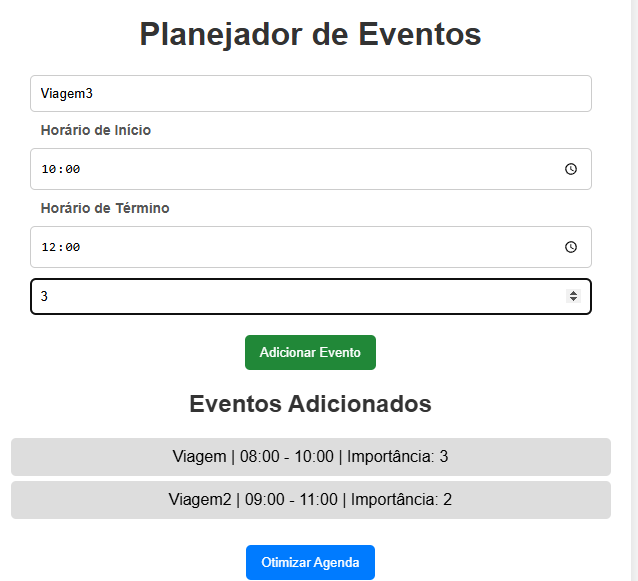 Planejador de Eventos
Viagem3
Horário de Início
10:00
Horário de Término
12:00
3
Adicionar Evento
Eventos Adicionados
Viagem | 08:00 - 10:00 | Importância: 3
Viagem2 | 09:00 - 11:00 | Importância: 2
Otimizar Agenda